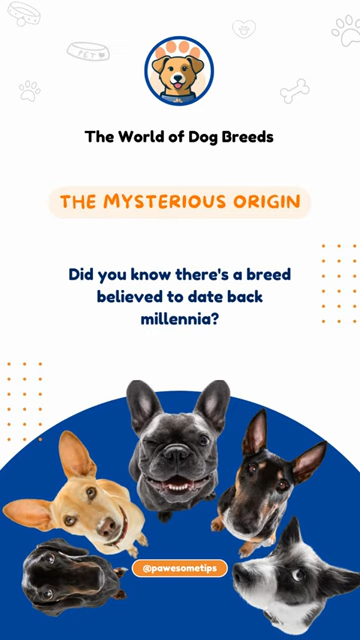 PET
The World of Dog Breeds
THE MYSTERIOUS ORIGIN
Did you know there's a breed
believed to date back
millennia?
@pawesometips